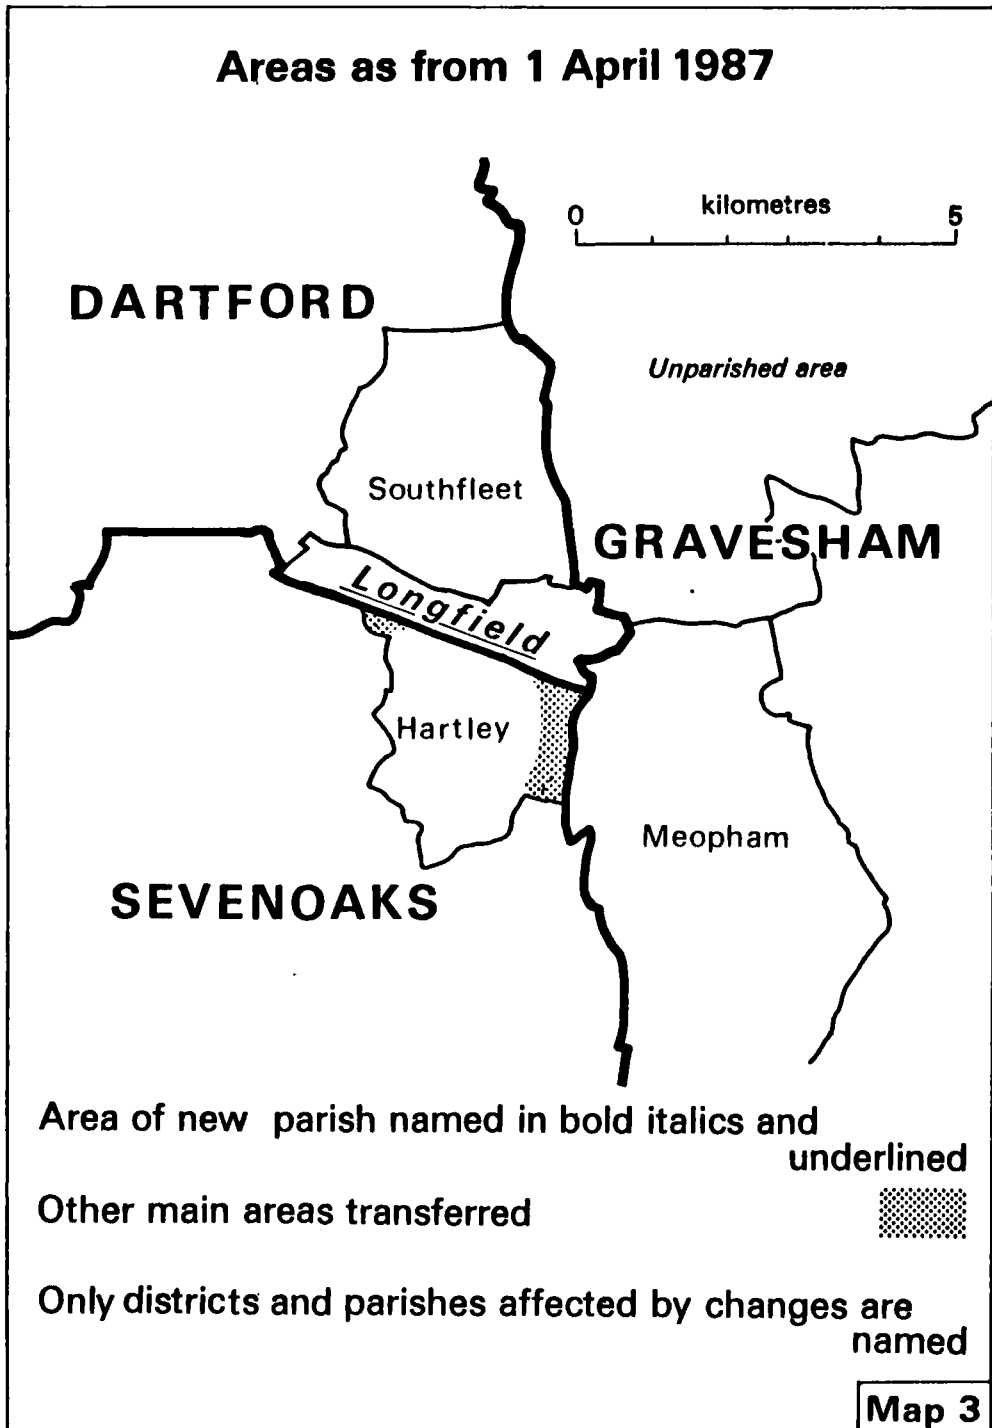 Areas as from 1 April 1987
kilometres
0 5
DARTFORD
Unparished area
Southfleet
GRAVESHAM
Longfield
Hartley
Meopham
SEVENOAKS
Area of new parish named in bold italics and
underlined
Other main areas transferred
Only districts and parishes affected by changes are
named
Map 3